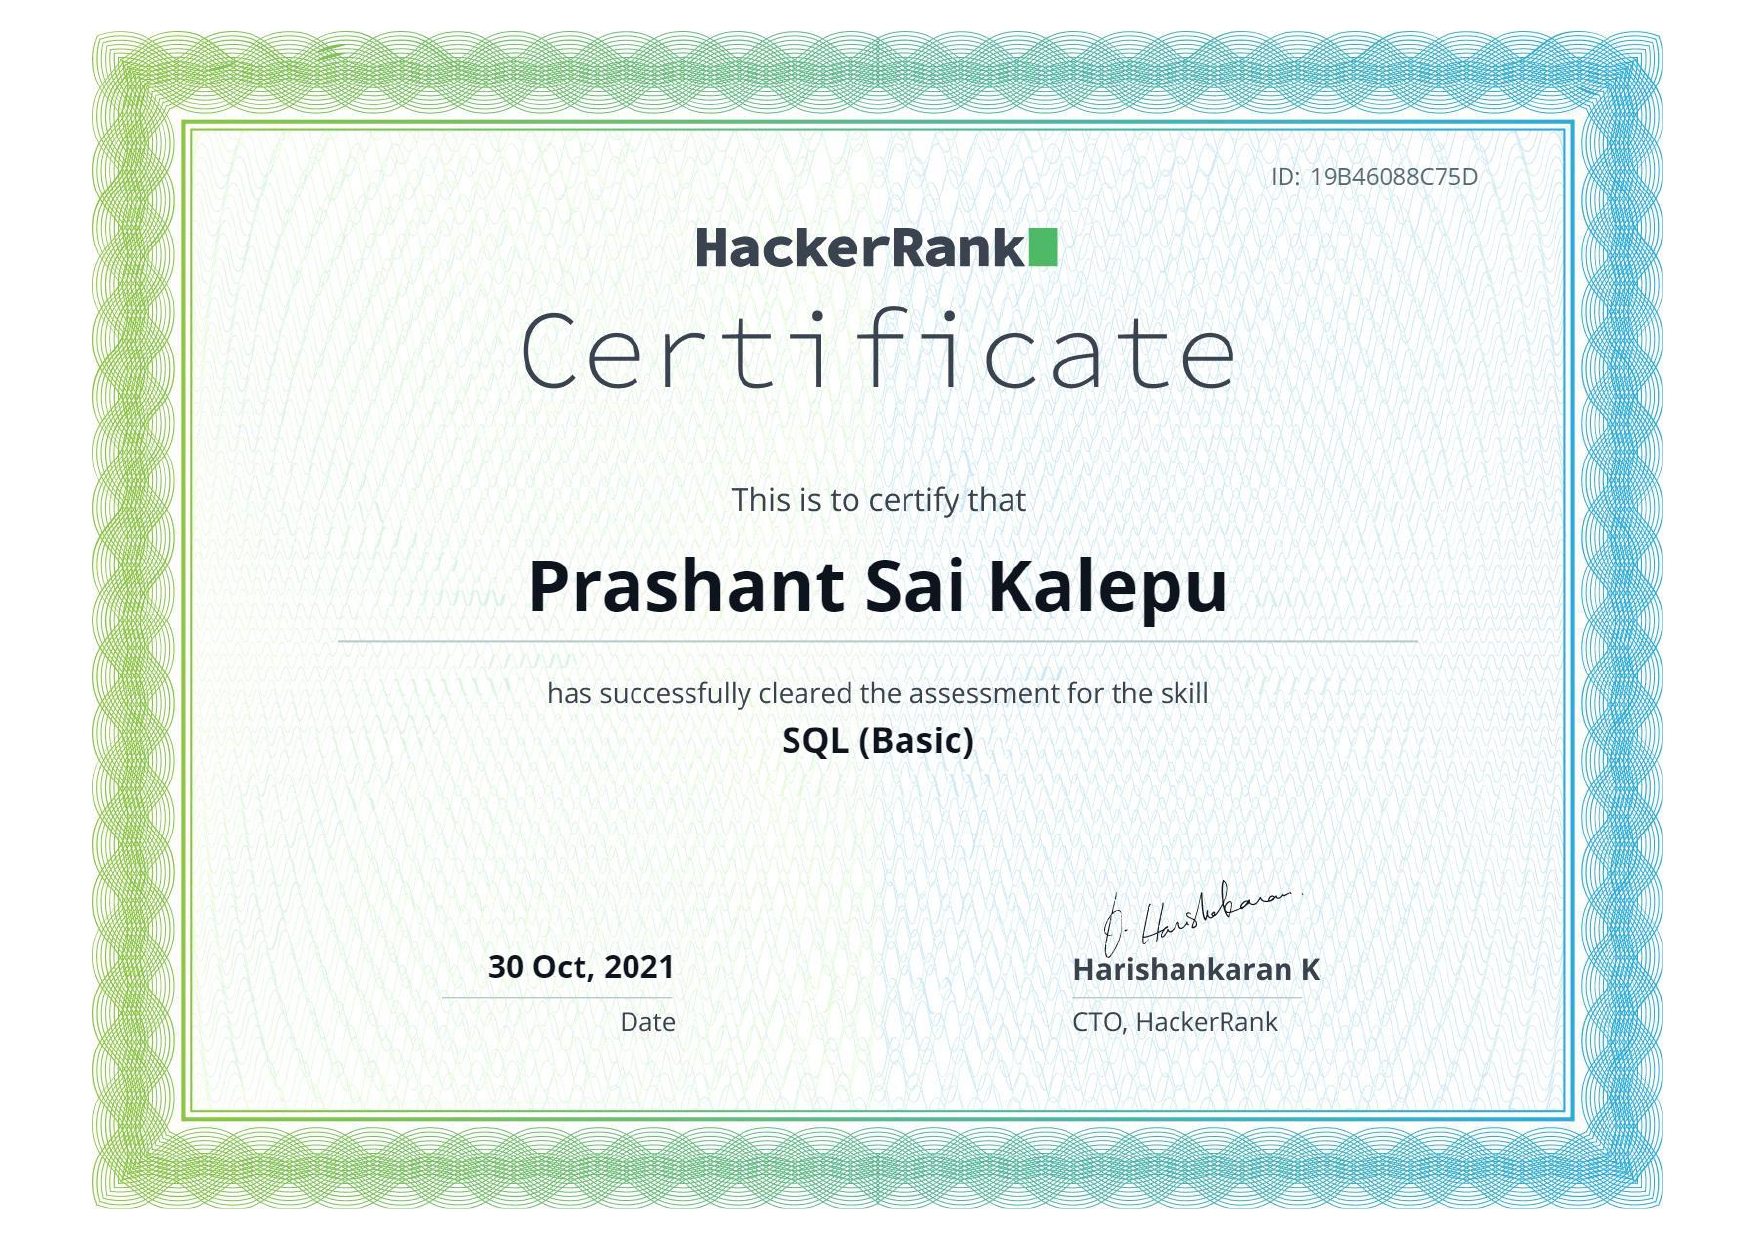 ID: 19B46088C75D
HackerRank
Certificate
This is to certify that
Prashant Sai Kalepu
has successfully cleared the assessment for the skill
SQL (Basic)
J. Harishankaran
30 Oct, 2021
Harishankaran K
Date
CTO, HackerRank